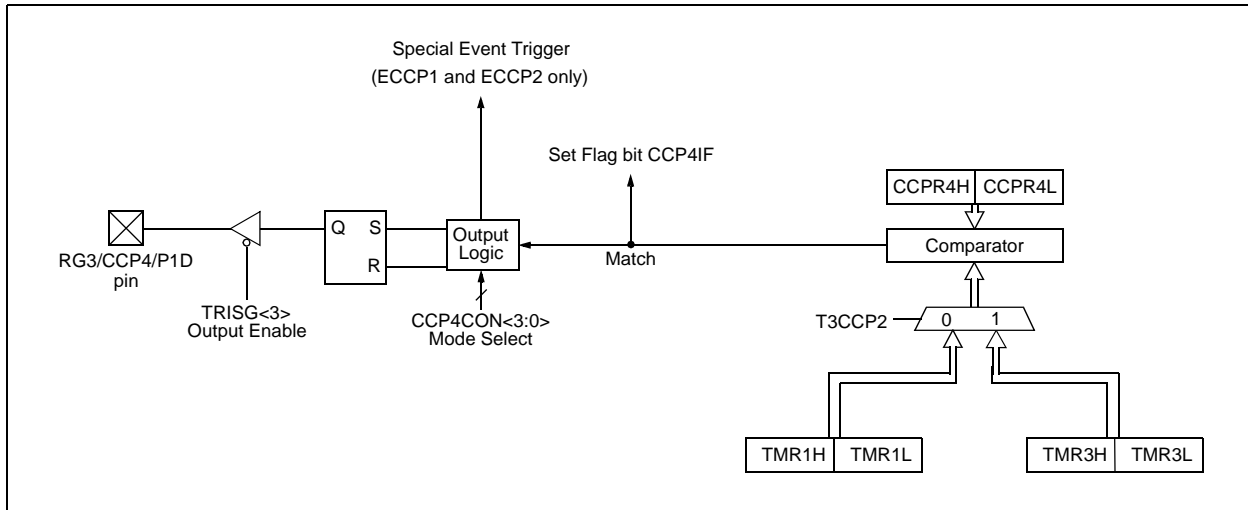 Special Event Trigger
(ECCP1 and ECCP2 only)
Set Flag bit CCP4IF
CCPR4H CCPR4L
Q S
R
Output
Logic
Comparator
Match
RG3/CCP4/P1D
pin
TRISG<3>
Output Enable
CCP4CON<3:0>
Mode Select
T3CCP2
0 1
TMR1H TMR1L
TMR3H TMR3L